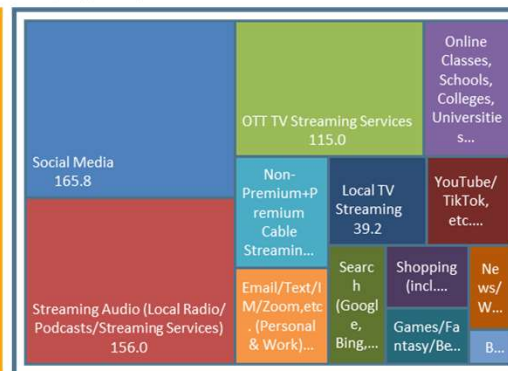 Social Media
165.8
Streaming Audio (Local Radio/
Podcasts/Streaming Services)
156.0
OTT TV Streaming Services
115.0
Online
Classes,
Schools,
Colleges,
Universitie
s...
Non-
Premium+P
remium
Cable
Streamin...
Local TV
Streaming
39.2
YouTube/
TikTok,
etc....
Email/Text/I
M/Zoom,etc
. (Personal
& Work)...
Searc
h
(Googl
e,
Bing,...
Shopping
(incl....
Ne
ws/
W...
Games/Fa
ntasy/Be...
B...